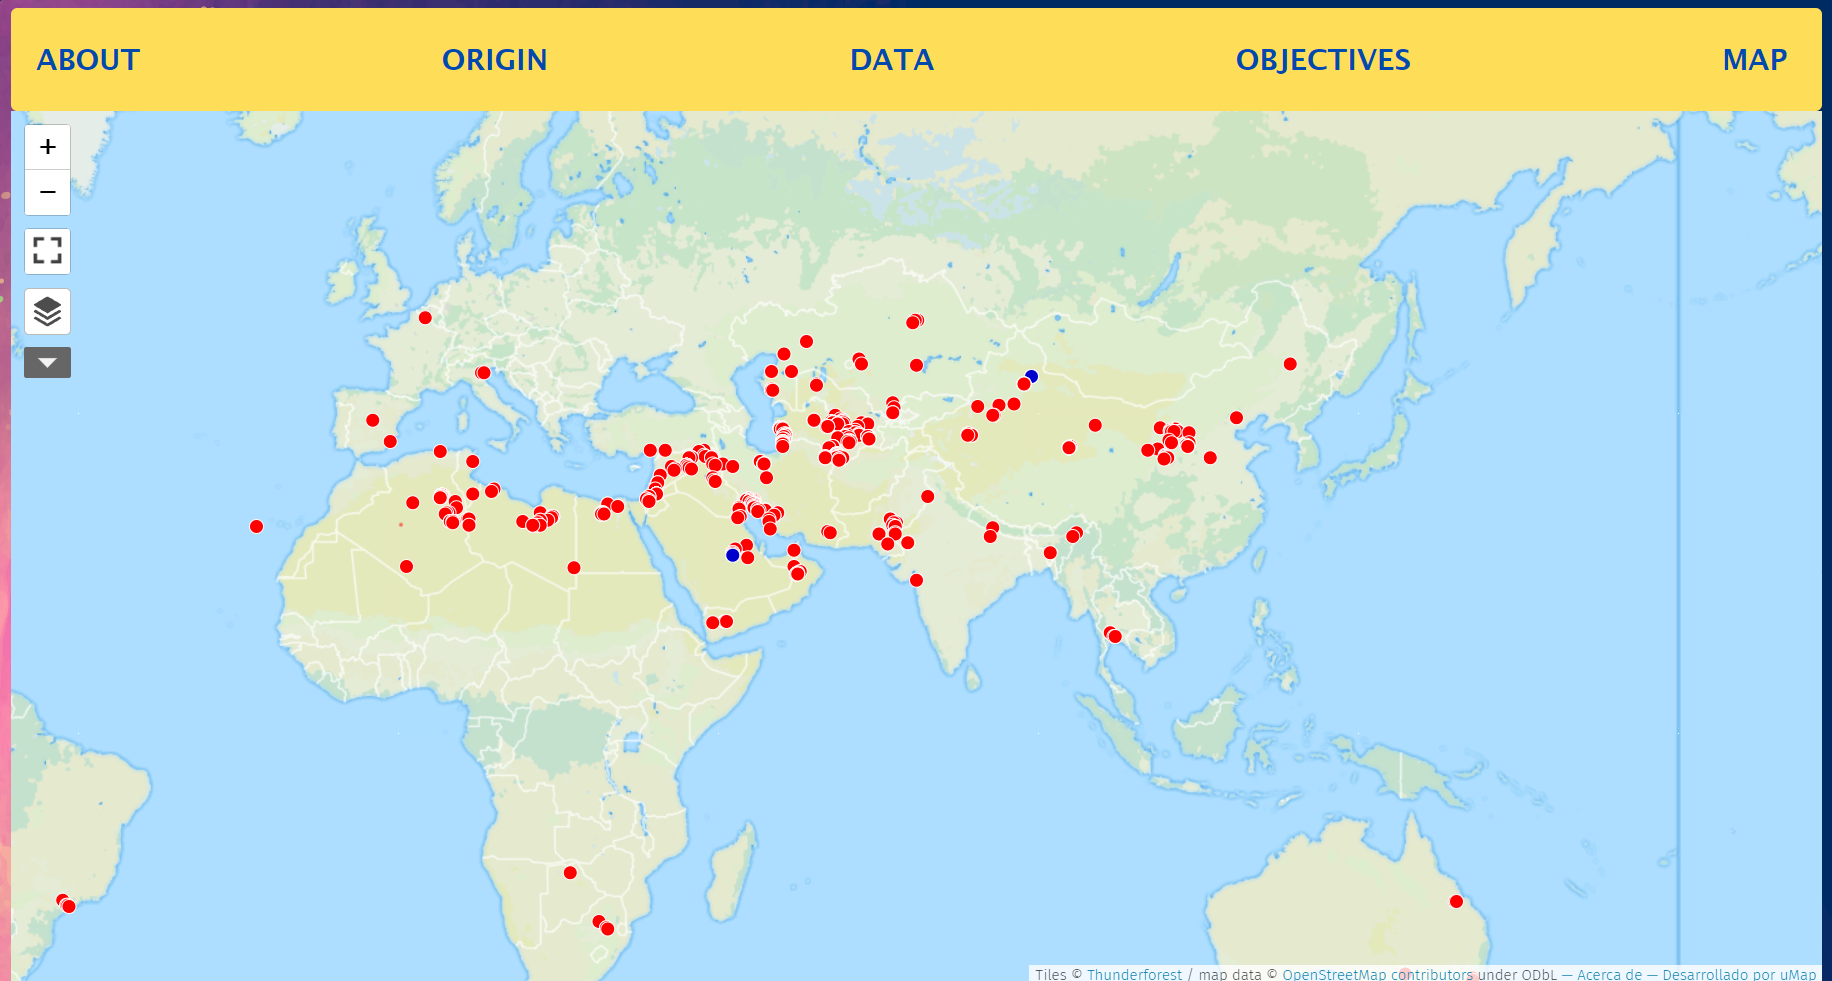 ABOUT ORIGIN DATA OBJECTIVES MAP
+
−
Tiles © Thunderforest / map data © OpenStreetMap contributors under ODbL — Acerca de — Desarrollado por uMap